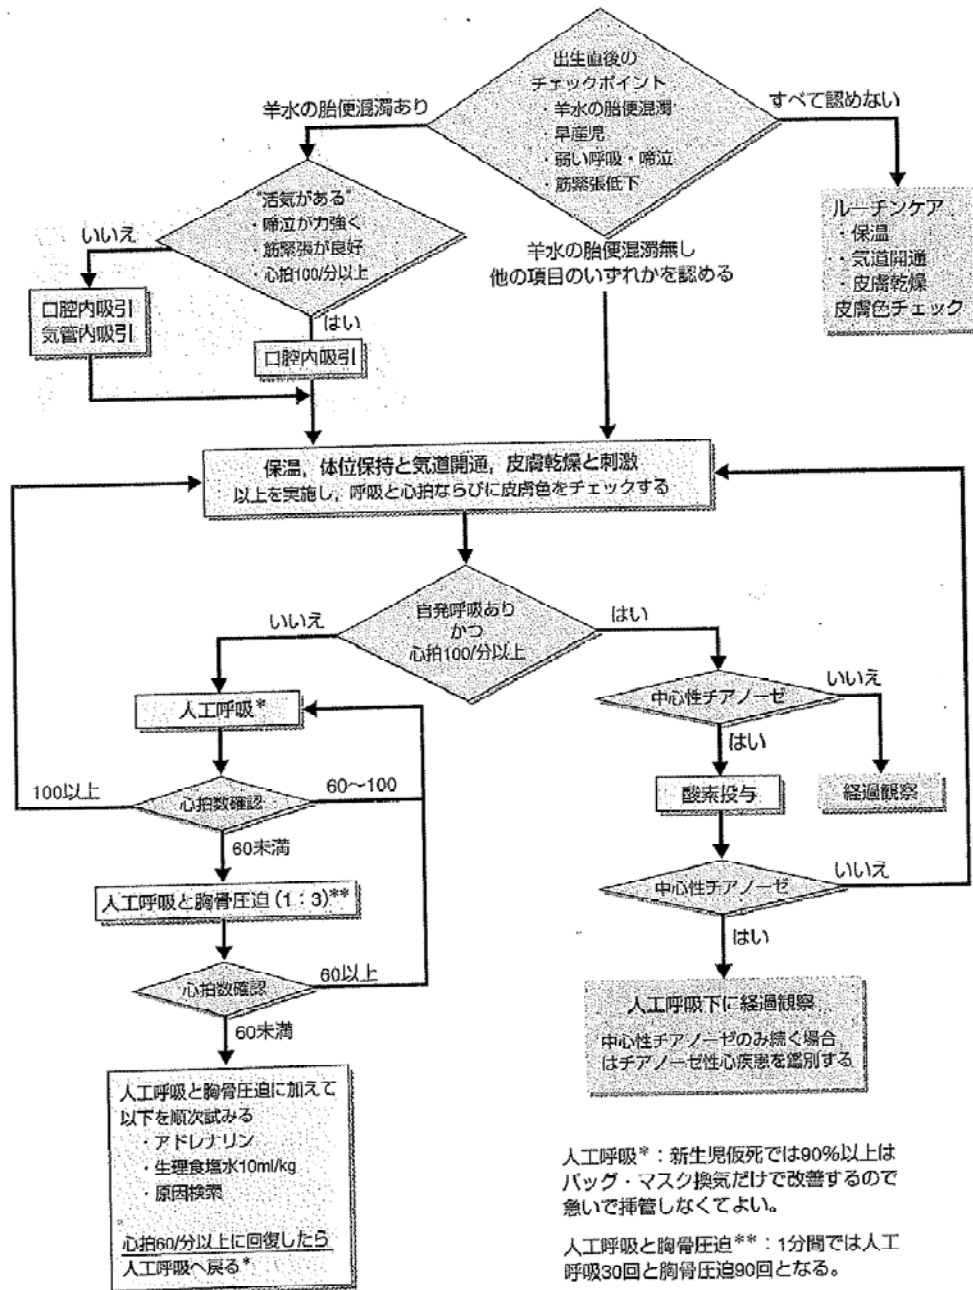 出生直後の
チェックポイント
・羊水の胎便混濁
・早産児
・弱い呼吸・啼泣
・筋緊張低下
羊水の胎便混濁あり
すべて認めない
"活気がある"
・啼泣が力強く
・筋緊張が良好
・心拍100/分以上
いいえ
羊水の胎便混濁無し
他の項目のいずれかを認める
ルーチンケア
・保温
・気道開通
・皮膚乾燥
皮膚色チェック
口腔内吸引
気管内吸引
はい
口腔内吸引
保温，体位保持と気道開通，皮膚乾燥と刺激
以上を実施し，呼吸と心拍ならびに皮膚色をチェックする
自発呼吸あり
かつ
心拍100/分以上
いいえ
はい
人工呼吸*
中心性チアノーゼ
いいえ
はい
100以上
心拍数確認
60〜100
酸素投与
経過観察
60未満
人工呼吸と胸骨圧迫（1：3）**
中心性チアノーゼ
いいえ
はい
心拍数確認
60以上
60未満
人工呼吸下に経過観察
中心性チアノーゼのみ続く場合
はチアノーゼ性心疾患を鑑別する
人工呼吸と胸骨圧迫に加えて
以下を順次試みる
・アドレナリン
・生理食塩水10ml/kg
・原因検索
心拍60/分以上に回復したら
人工呼吸へ戻る*
人工呼吸*：新生児仮死では90%以上は
バッグ・マスク換気だけで改善するので
急いで挿管しなくてよい。
人工呼吸と胸骨圧迫**：1分間では人工
呼吸30回と胸骨圧迫90回となる。